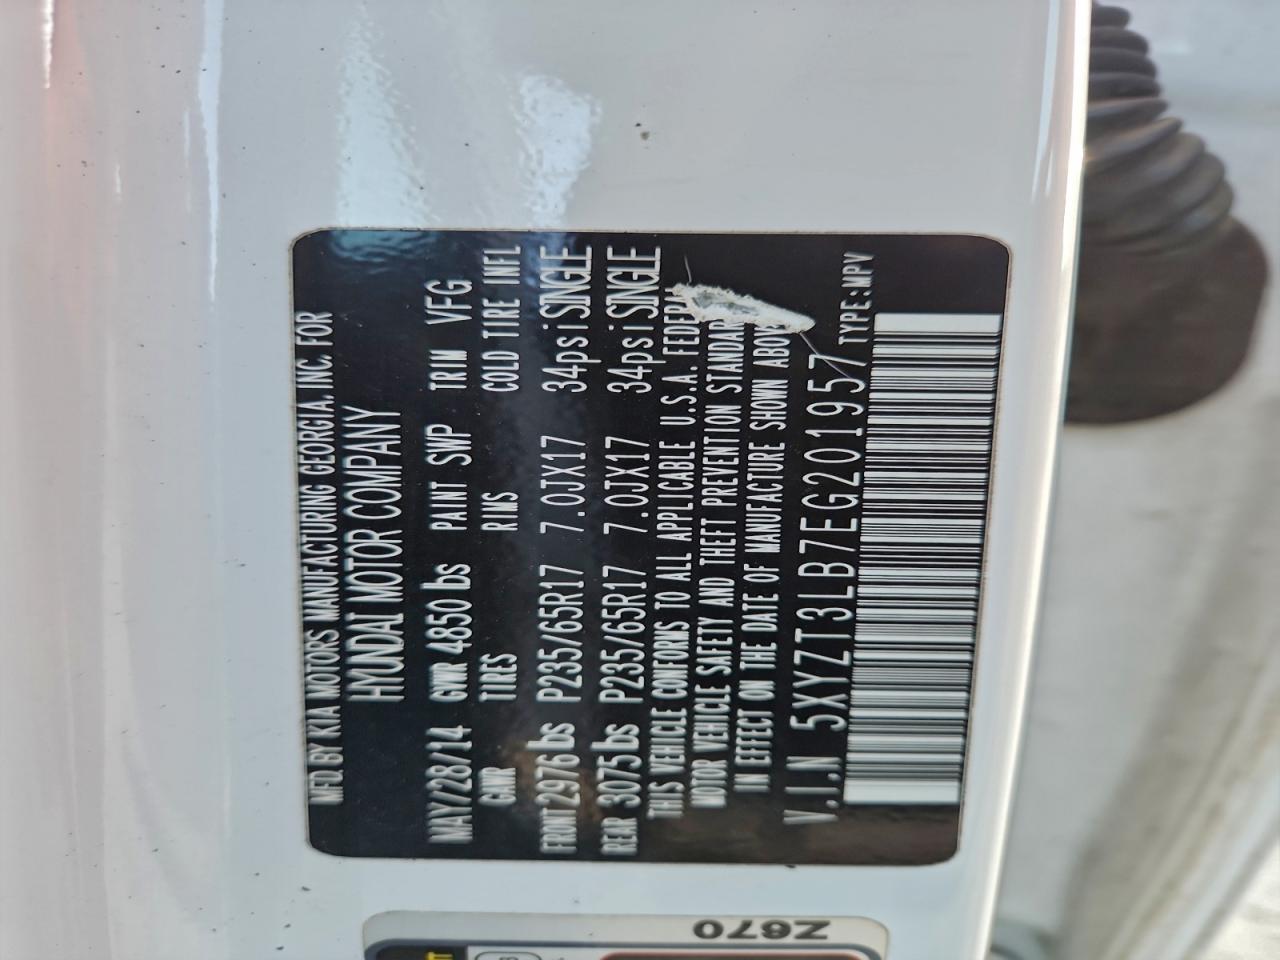 MFD. BY KIA MOTORS MANUFACTURING GEORGIA, INC. FOR
HYUNDAI MOTOR COMPANY
MAY/28/14 GVWR 4850 lbs PAINT SWP TRIM VFG
GAWR TIRES RIMS COLD TIRE INFL
FRONT 2976 lbs P235/65R17 7.0JX17 34psi SINGLE
REAR 3075 lbs P235/65R17 7.0JX17 34psi SINGLE
THIS VEHICLE CONFORMS TO ALL APPLICABLE U.S.A.
MOTOR VEHICLE SAFETY AND THEFT PREVENTION
IN EFFECT ON THE DATE OF MANUFACTURE SHOWN
V.I.N 5XYZT3LB7EG201957 TYPE:MPV
Z670